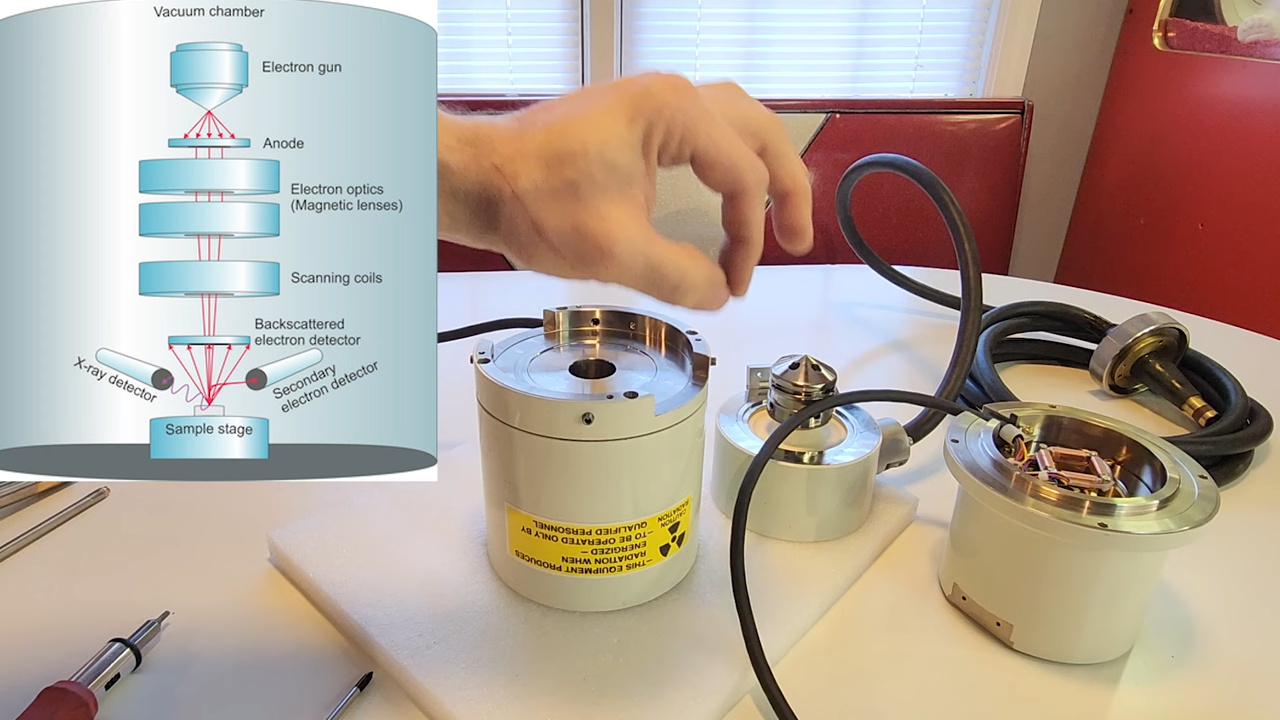 Vacuum chamber
Electron gun
Anode
Electron optics
(Magnetic lenses)
Scanning coils
Backscattered
electron detector
X-ray detector
Secondary
electron detector
Sample stage
CAUTION
RADIATION
—THIS EQUIPMENT PRODUCES
RADIATION WHEN
ENERGIZED —
—TO BE OPERATED ONLY BY
QUALIFIED PERSONNEL